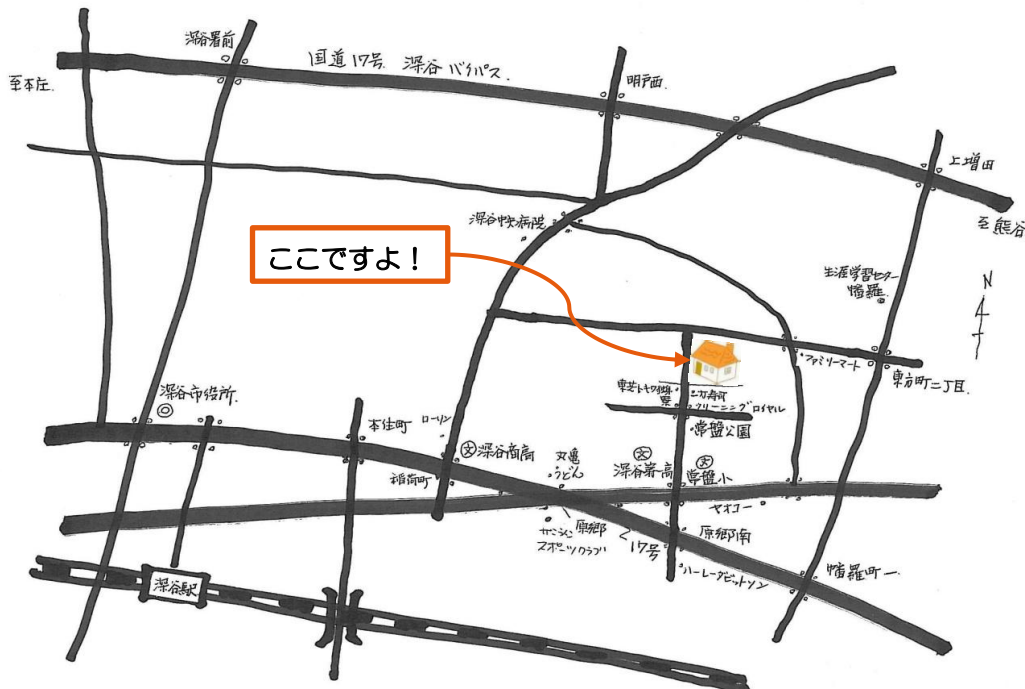 深谷署前
国道17号 深谷バイパス
至本庄
明戸西
上増田
至熊谷
深谷中央病院
ここですよ！
生涯学習センター
幡羅
N
ファミリーマート
東方町二丁目
クリーニングロイヤル
常盤公園
深谷市役所
本住町
ローソン
文 深谷商高
稲荷町
丸亀
うどん
文
深谷第一高
文
常盤小
ヤオコー
原郷
スポーツクラブ
17号
原郷南
ハーレーダビットソン
幡羅町一
深谷駅